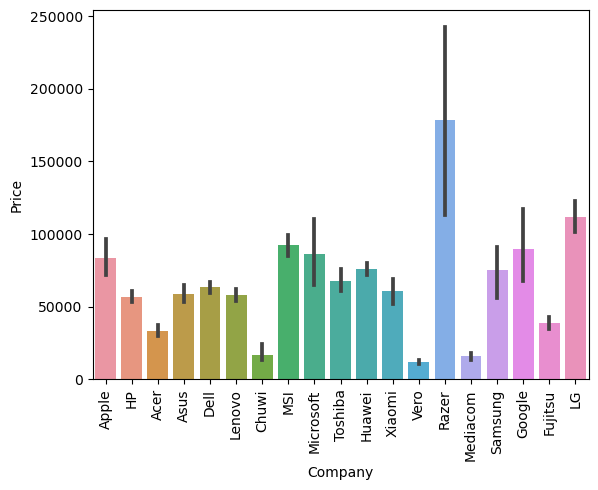 250000
200000
150000
100000
50000
0
Price
Apple
HP
Acer
Asus
Dell
Lenovo
Chuwi
MSI
Microsoft
Toshiba
Huawei
Xiaomi
Vero
Razer
Mediacom
Samsung
Google
Fujitsu
LG
Company